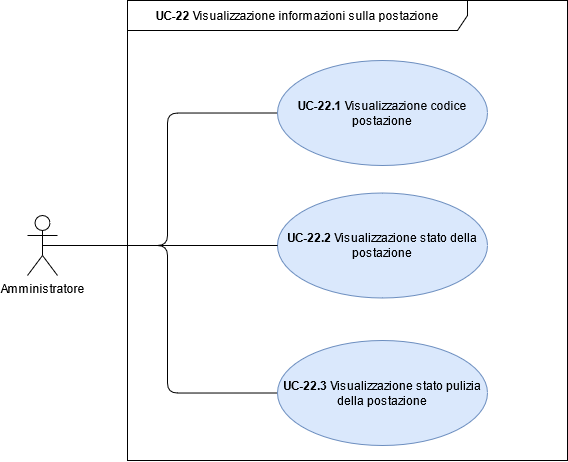 UC-22 Visualizzazione informazioni sulla postazione
UC-22.1 Visualizzazione codice
postazione
UC-22.2 Visualizzazione stato della
postazione
Amministratore
UC-22.3 Visualizzazione stato pulizia
della postazione